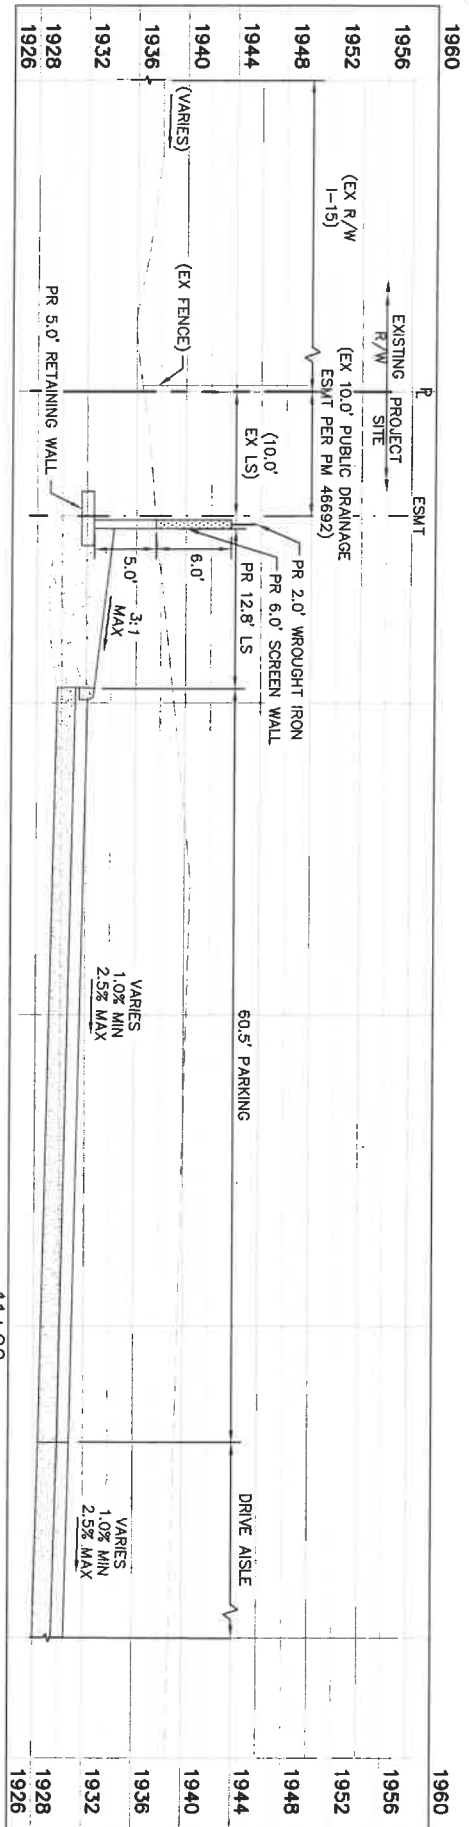 1960
1956
1952
1948
1944
1940
1936
1932
1928
1926
(EX R/W
I-15)
(VARIES)
EXISTING
R/W
PL
PROJECT
SITE
ESMT
(EX 10.0' PUBLIC DRAINAGE
ESMT PER PM 46692)
(EX FENCE)
(10.0'
EX LS)
PR 2.0' WROUGHT IRON
PR 6.0' SCREEN WALL
PR 12.8' LS
6.0'
5.0'
PR 5.0' RETAINING WALL
3:1
MAX
60.5' PARKING
VARIES
1.0% MIN
2.5% MAX
DRIVE AISLE
VARIES
1.0% MIN
2.5% MAX
1960
1956
1952
1948
1944
1940
1936
1932
1928
1926